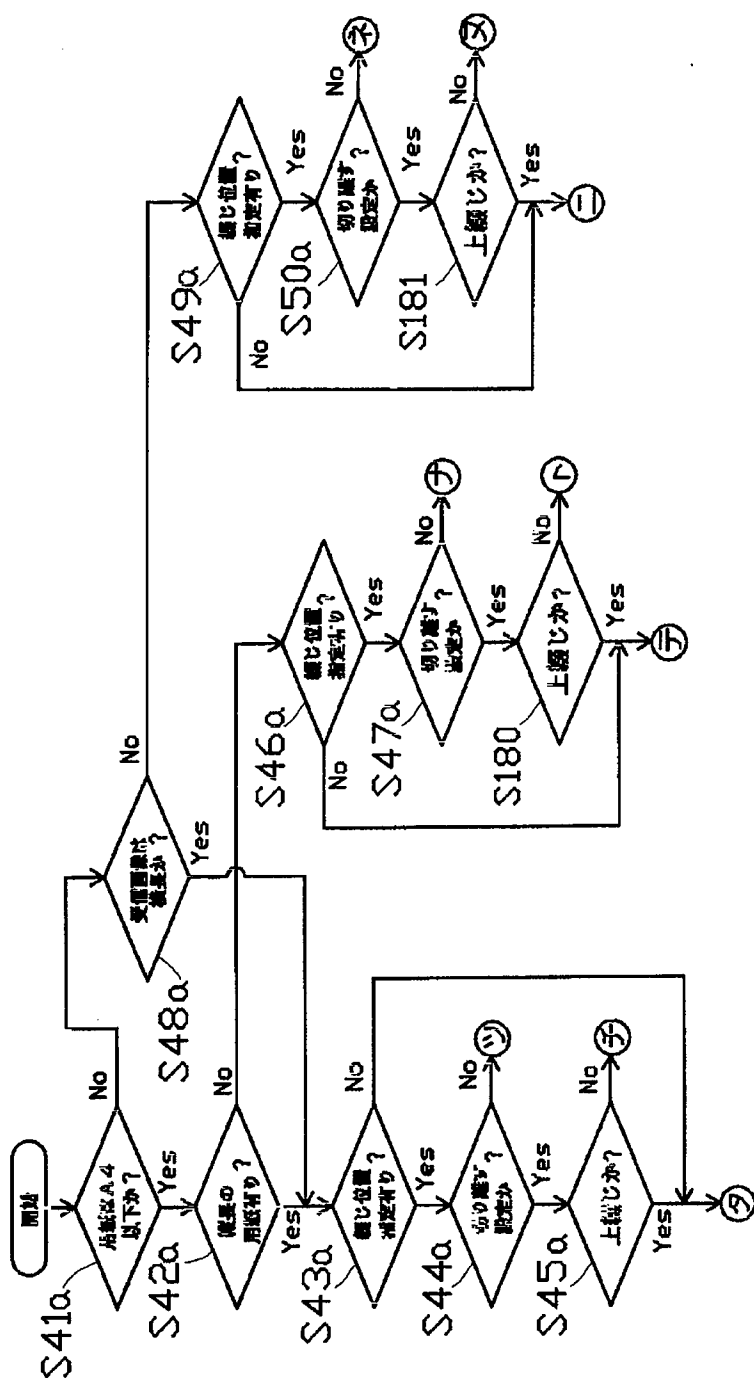 開始
S41a
用紙はA4
以下か?
Yes
No
S42a
縦長の
用紙有り?
Yes
No
S43a
綴じ位置
指定有り?
Yes
No
S44a
切り離す
設定か?
Yes
No
ツ
S45a
上綴じか?
Yes
No
チ
タ
S48a
受信画像は
横長か?
Yes
No
S46a
綴じ位置
指定有り?
Yes
No
S47a
切り離す
設定か?
Yes
No
ナ
S180
上綴じか?
Yes
No
ト
テ
S49a
綴じ位置
指定有り?
Yes
No
S50a
切り離す
設定か?
Yes
No
ネ
S181
上綴じか?
Yes
No
ヌ
ニ